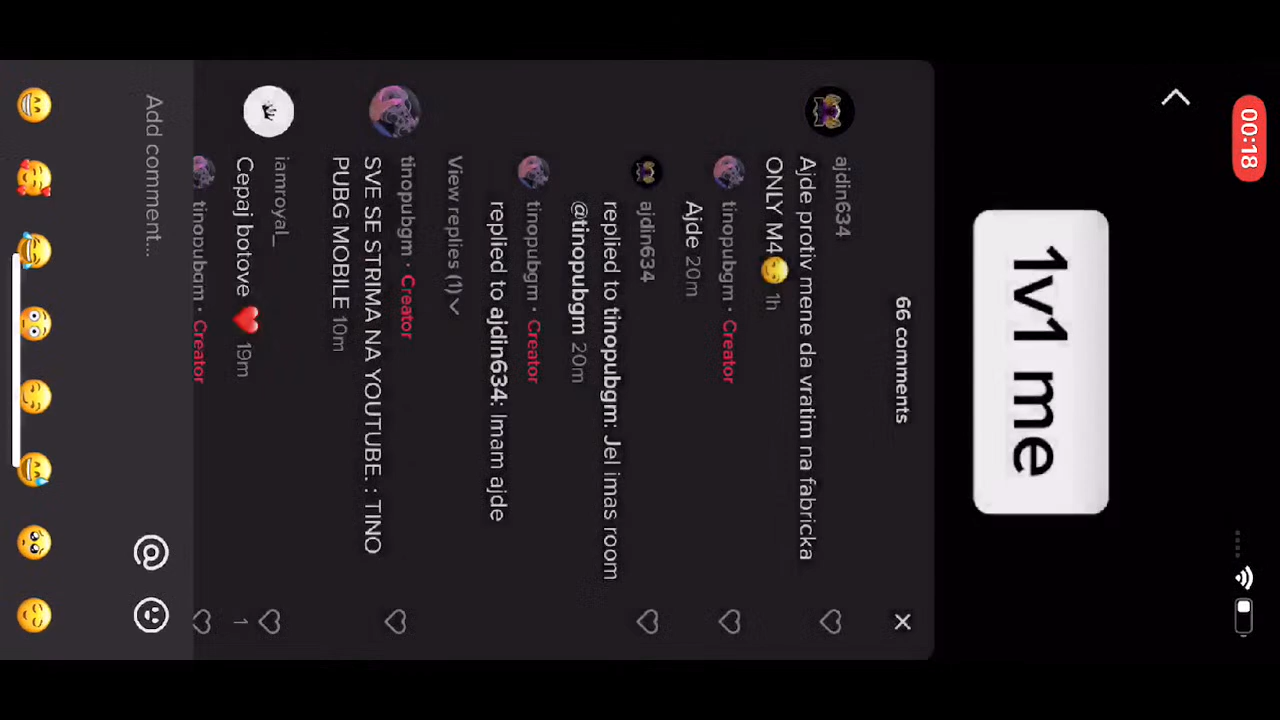 00:18
1v1 me
66 comments
ajdin634
Ajde protiv mene da vratim na fabricka
ONLY M4 1h
tinopubgm · Creator
Ajde 20m
ajdin634
replied to tinopubgm: Jel imas room
@tinopubgm 20m
tinopubgm · Creator
replied to ajdin634: Imam ajde
View replies (1)
tinopubgm · Creator
SVE SE STRIMA NA YOUTUBE. : TINO
PUBG MOBILE 10m
iamroyal_
Cepaj botove ❤️ 19m
1
tinopubgm · Creator
Add comment...